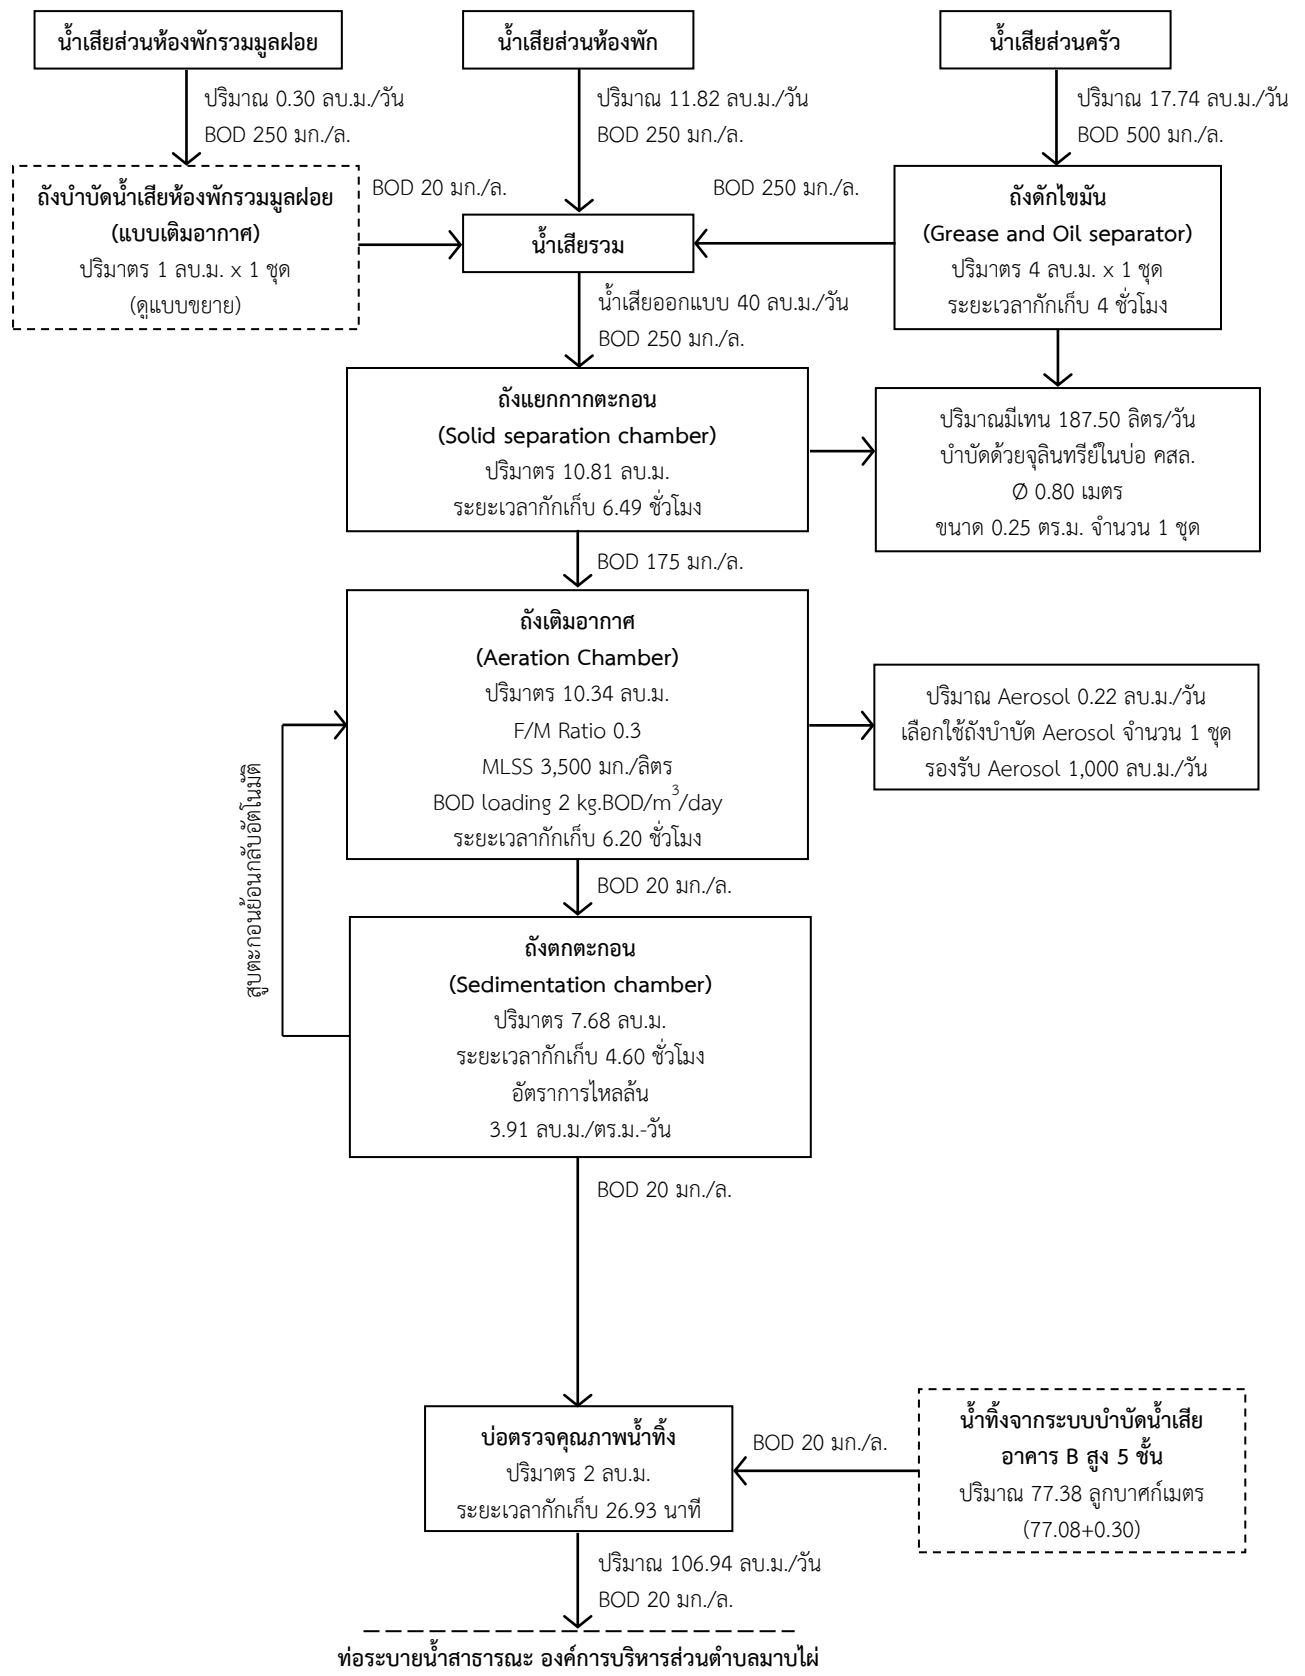 น้ำเสียส่วนห้องพักรวมมูลฝอย
น้ำเสียส่วนห้องพัก
น้ำเสียส่วนครัว
ปริมาณ 0.30 ลบ.ม./วัน
BOD 250 มก./ล.
ปริมาณ 11.82 ลบ.ม./วัน
BOD 250 มก./ล.
ปริมาณ 17.74 ลบ.ม./วัน
BOD 500 มก./ล.
ถังบำบัดน้ำเสียห้องพักรวมมูลฝอย
(แบบเติมอากาศ)
ปริมาตร 1 ลบ.ม. x 1 ชุด
(ดูแบบขยาย)
BOD 20 มก./ล.
น้ำเสียรวม
BOD 250 มก./ล.
ถังดักไขมัน
(Grease and Oil separator)
ปริมาตร 4 ลบ.ม. x 1 ชุด
ระยะเวลากักเก็บ 4 ชั่วโมง
น้ำเสียออกแบบ 40 ลบ.ม./วัน
BOD 250 มก./ล.
ถังแยกกากตะกอน
(Solid separation chamber)
ปริมาตร 10.81 ลบ.ม.
ระยะเวลากักเก็บ 6.49 ชั่วโมง
ปริมาณมีเทน 187.50 ลิตร/วัน
บำบัดด้วยจุลินทรีย์ในบ่อ คสล.
Ø 0.80 เมตร
ขนาด 0.25 ตร.ม. จำนวน 1 ชุด
BOD 175 มก./ล.
ถังเติมอากาศ
(Aeration Chamber)
ปริมาตร 10.34 ลบ.ม.
F/M Ratio 0.3
MLSS 3,500 มก./ลิตร
BOD loading 2 kg.BOD/m³/day
ระยะเวลากักเก็บ 6.20 ชั่วโมง
ปริมาณ Aerosol 0.22 ลบ.ม./วัน
เลือกใช้ถังบำบัด Aerosol จำนวน 1 ชุด
รองรับ Aerosol 1,000 ลบ.ม./วัน
สูบตะกอนย้อนกลับอัตโนมัติ
BOD 20 มก./ล.
ถังตกตะกอน
(Sedimentation chamber)
ปริมาตร 7.68 ลบ.ม.
ระยะเวลากักเก็บ 4.60 ชั่วโมง
อัตราการไหลล้น
3.91 ลบ.ม./ตร.ม.-วัน
BOD 20 มก./ล.
บ่อตรวจคุณภาพน้ำทิ้ง
ปริมาตร 2 ลบ.ม.
ระยะเวลากักเก็บ 26.93 นาที
BOD 20 มก./ล.
น้ำทิ้งจากระบบบำบัดน้ำเสีย
อาคาร B สูง 5 ชั้น
ปริมาณ 77.38 ลูกบาศก์เมตร
(77.08+0.30)
ปริมาณ 106.94 ลบ.ม./วัน
BOD 20 มก./ล.
ท่อระบายน้ำสาธารณะ องค์การบริหารส่วนตำบลมาบไผ่